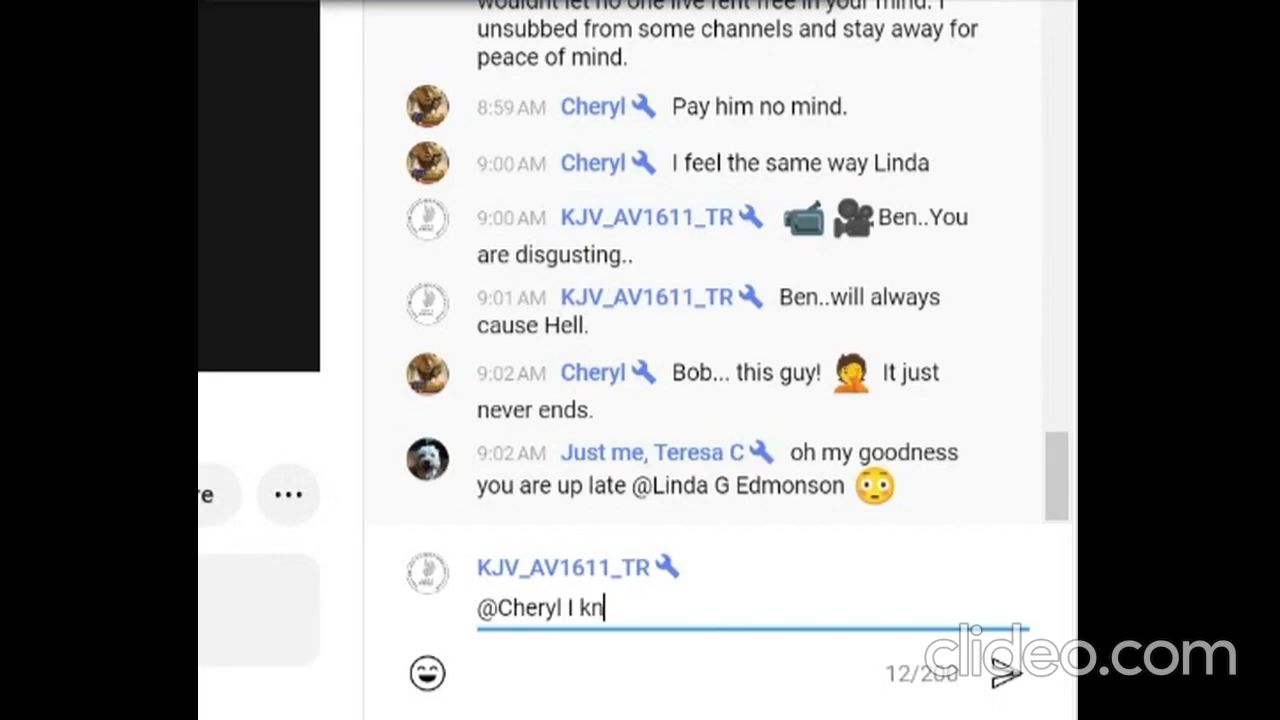 wouldnt let no one live rent free in your mind. I
unsubbed from some channels and stay away for
peace of mind.
8:59 AM Cheryl Pay him no mind.
9:00 AM Cheryl I feel the same way Linda
9:00 AM KJV_AV1611_TR Ben..You
are disgusting..
9:01 AM KJV_AV1611_TR Ben..will always
cause Hell.
9:02 AM Cheryl Bob... this guy! It just
never ends.
9:02 AM Just me, Teresa C oh my goodness
you are up late @Linda G Edmonson
re
KJV_AV1611_TR
@Cheryl I kn
12/200
clideo.com